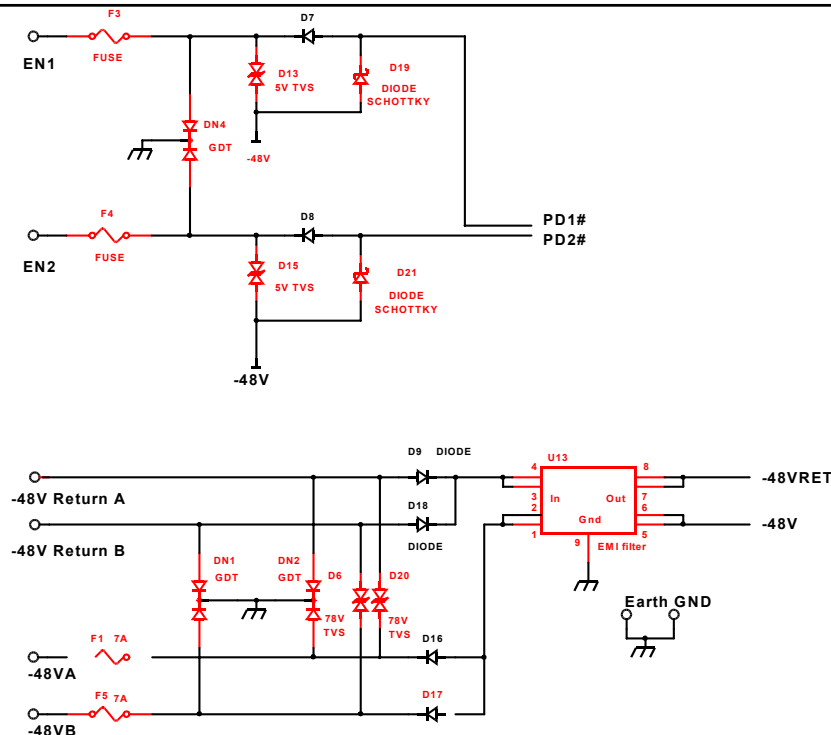 F3
D7
EN1
FUSE
D13
5V TVS
D19
DIODE
SCHOTTKY
DN4
GDT
-48V
F4
D8
PD1#
PD2#
EN2
FUSE
D15
5V TVS
D21
DIODE
SCHOTTKY
-48V
D9 DIODE
U13
4
8
-48V Return A
-48VRET
3 In Out 7
D18
2
6
Gnd
-48V
-48V Return B
DIODE
1
9
EMI filter
5
DN1
GDT
DN2
GDT
D6
D20
Earth GND
78V
TVS
78V
TVS
F1 7A
D16
-48VA
F5 7A
D17
-48VB